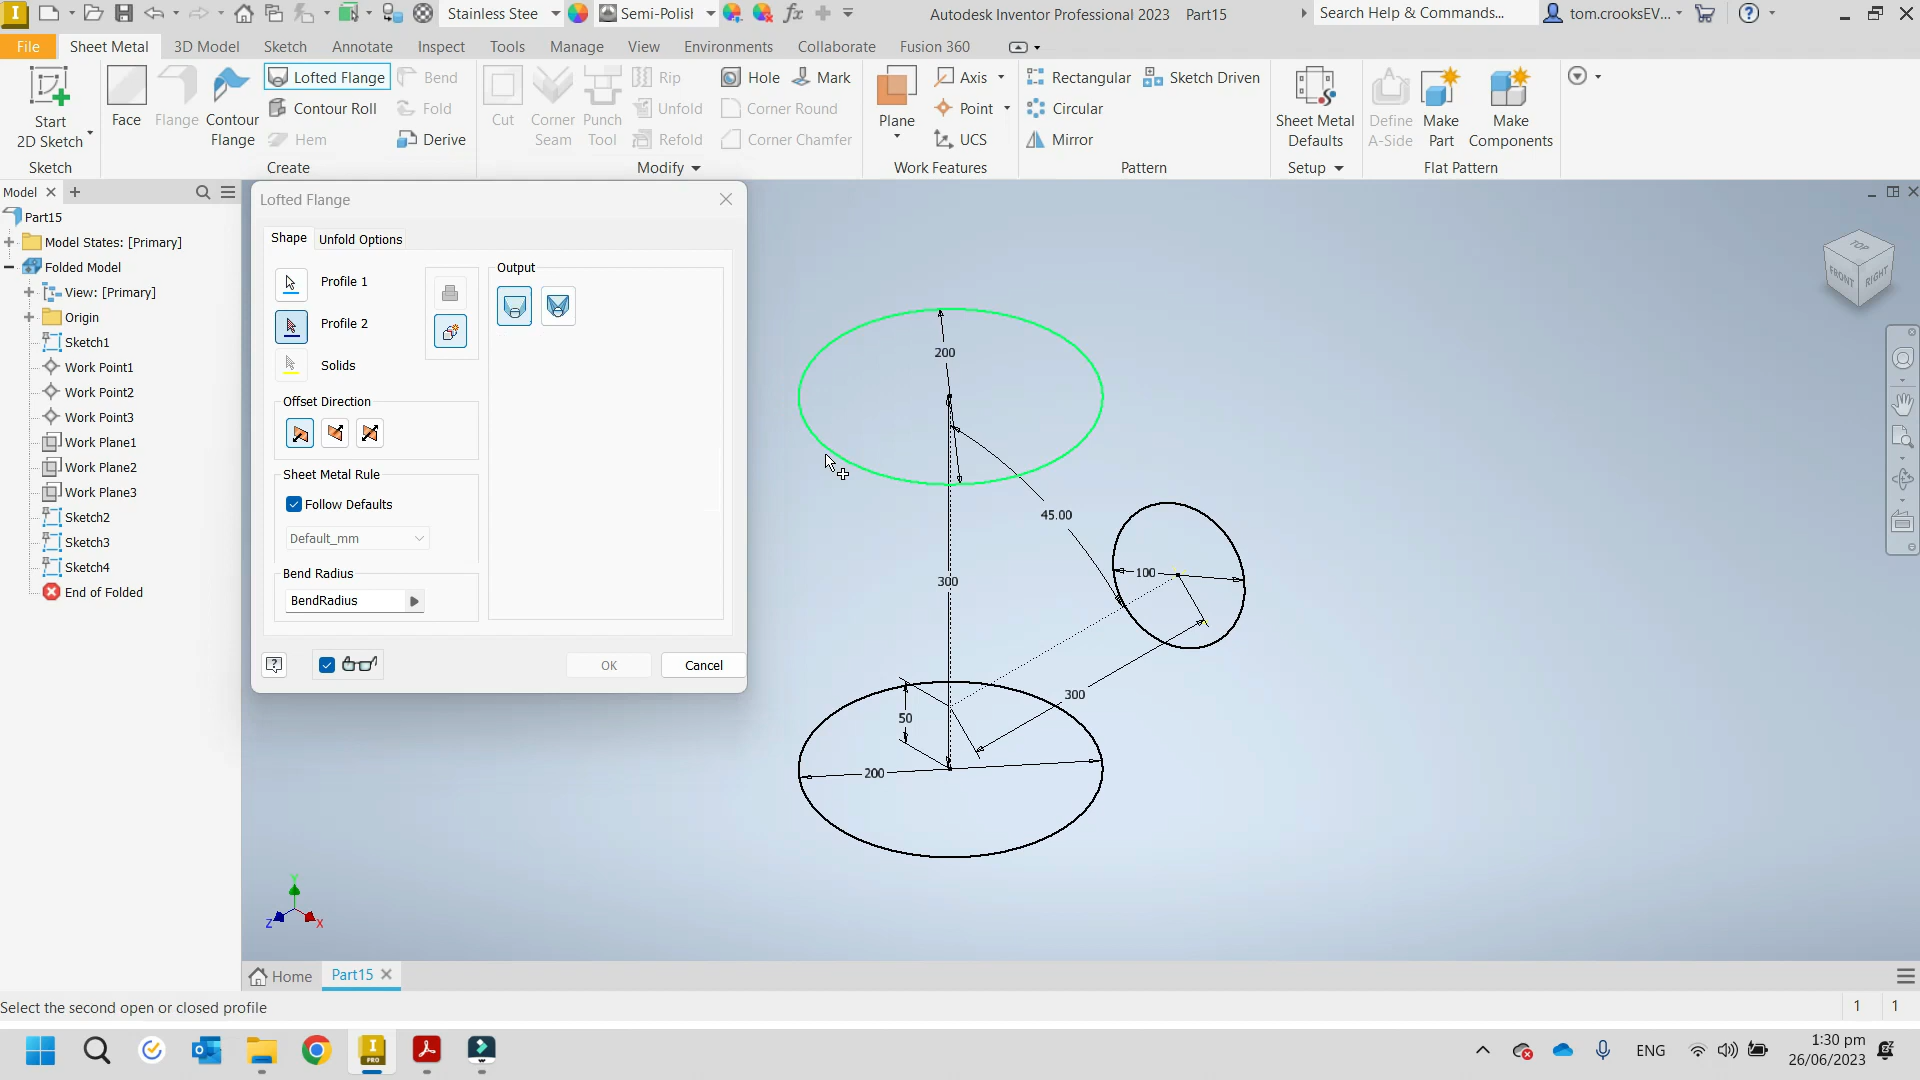 Stainless Stee
Semi-Polish
Autodesk Inventor Professional 2023 Part15
Search Help & Commands...
tom.crooksEV...
File Sheet Metal 3D Model Sketch Annotate Inspect Tools Manage View Environments Collaborate Fusion 360
Start
2D Sketch
Sketch
Face
Flange
Contour
Flange
Lofted Flange
Contour Roll
Hem
Bend
Fold
Derive
Create
Cut
Corner
Seam
Punch
Tool
Rip
Unfold
Refold
Hole
Mark
Corner Round
Corner Chamfer
Modify
Plane
Axis
Point
UCS
Work Features
Rectangular
Sketch Driven
Circular
Mirror
Pattern
Sheet Metal
Defaults
Setup
Define
A-Side
Make
Part
Make
Components
Flat Pattern
Model
Part15
Model States: [Primary]
Folded Model
View: [Primary]
Origin
Sketch1
Work Point1
Work Point2
Work Point3
Work Plane1
Work Plane2
Work Plane3
Sketch2
Sketch3
Sketch4
End of Folded
Lofted Flange
Shape
Unfold Options
Profile 1
Profile 2
Solids
Output
Offset Direction
Sheet Metal Rule
Follow Defaults
Default_mm
Bend Radius
BendRadius
OK
Cancel
200
45.00
100
300
300
50
200
TOP
FRONT
RIGHT
Y
Z
X
Home
Part15
Select the second open or closed profile
1 1
PRO
ENG
1:30 pm
26/06/2023